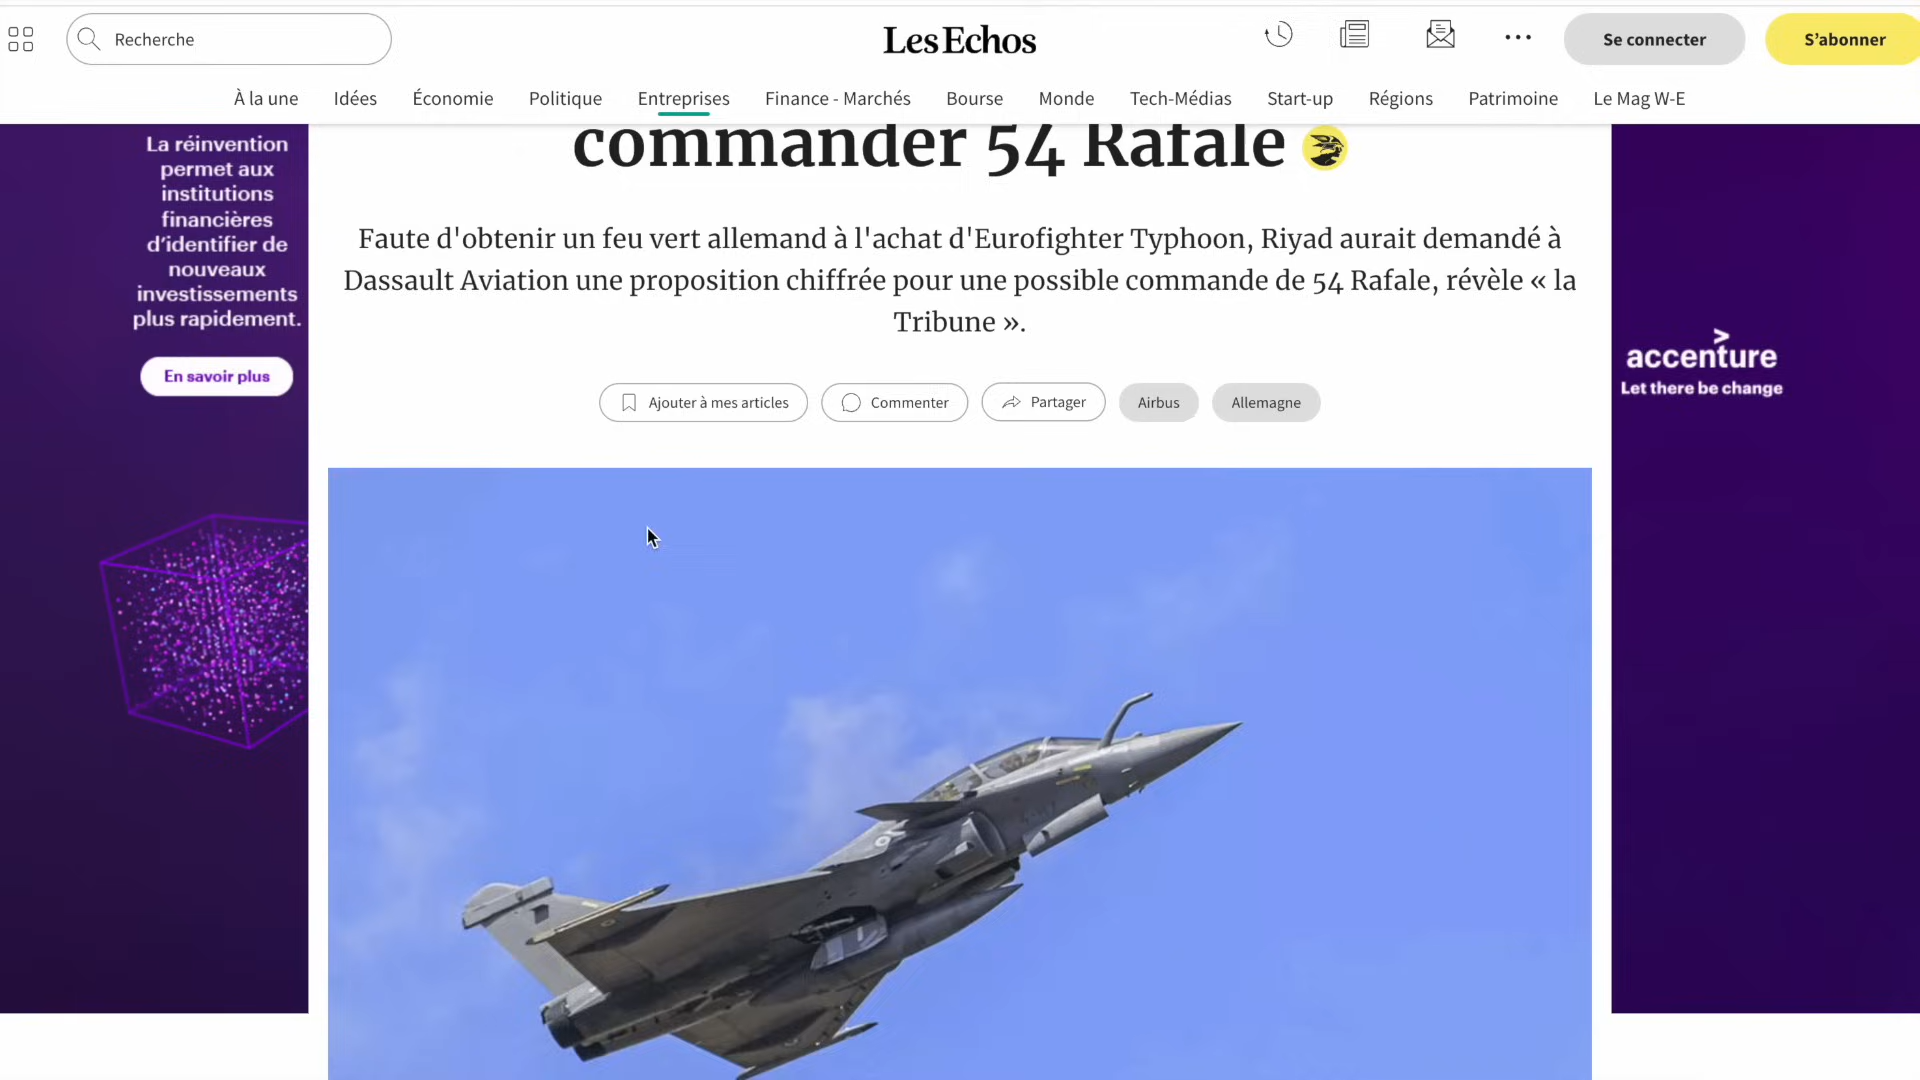 Recherche
Les Echos
Se connecter
S'abonner
À la une
Idées
Économie
Politique
Entreprises
Finance - Marchés
Bourse
Monde
Tech-Médias
Start-up
Régions
Patrimoine
Le Mag W-E
commander 54 Rafale
Faute d'obtenir un feu vert allemand à l'achat d'Eurofighter Typhoon, Riyad aurait demandé à
Dassault Aviation une proposition chiffrée pour une possible commande de 54 Rafale, révèle « la
Tribune ».
Ajouter à mes articles
Commenter
Partager
Airbus
Allemagne
La réinvention
permet aux
institutions
financières
d'identifier de
nouveaux
investissements
plus rapidement.
En savoir plus
accenture
Let there be change